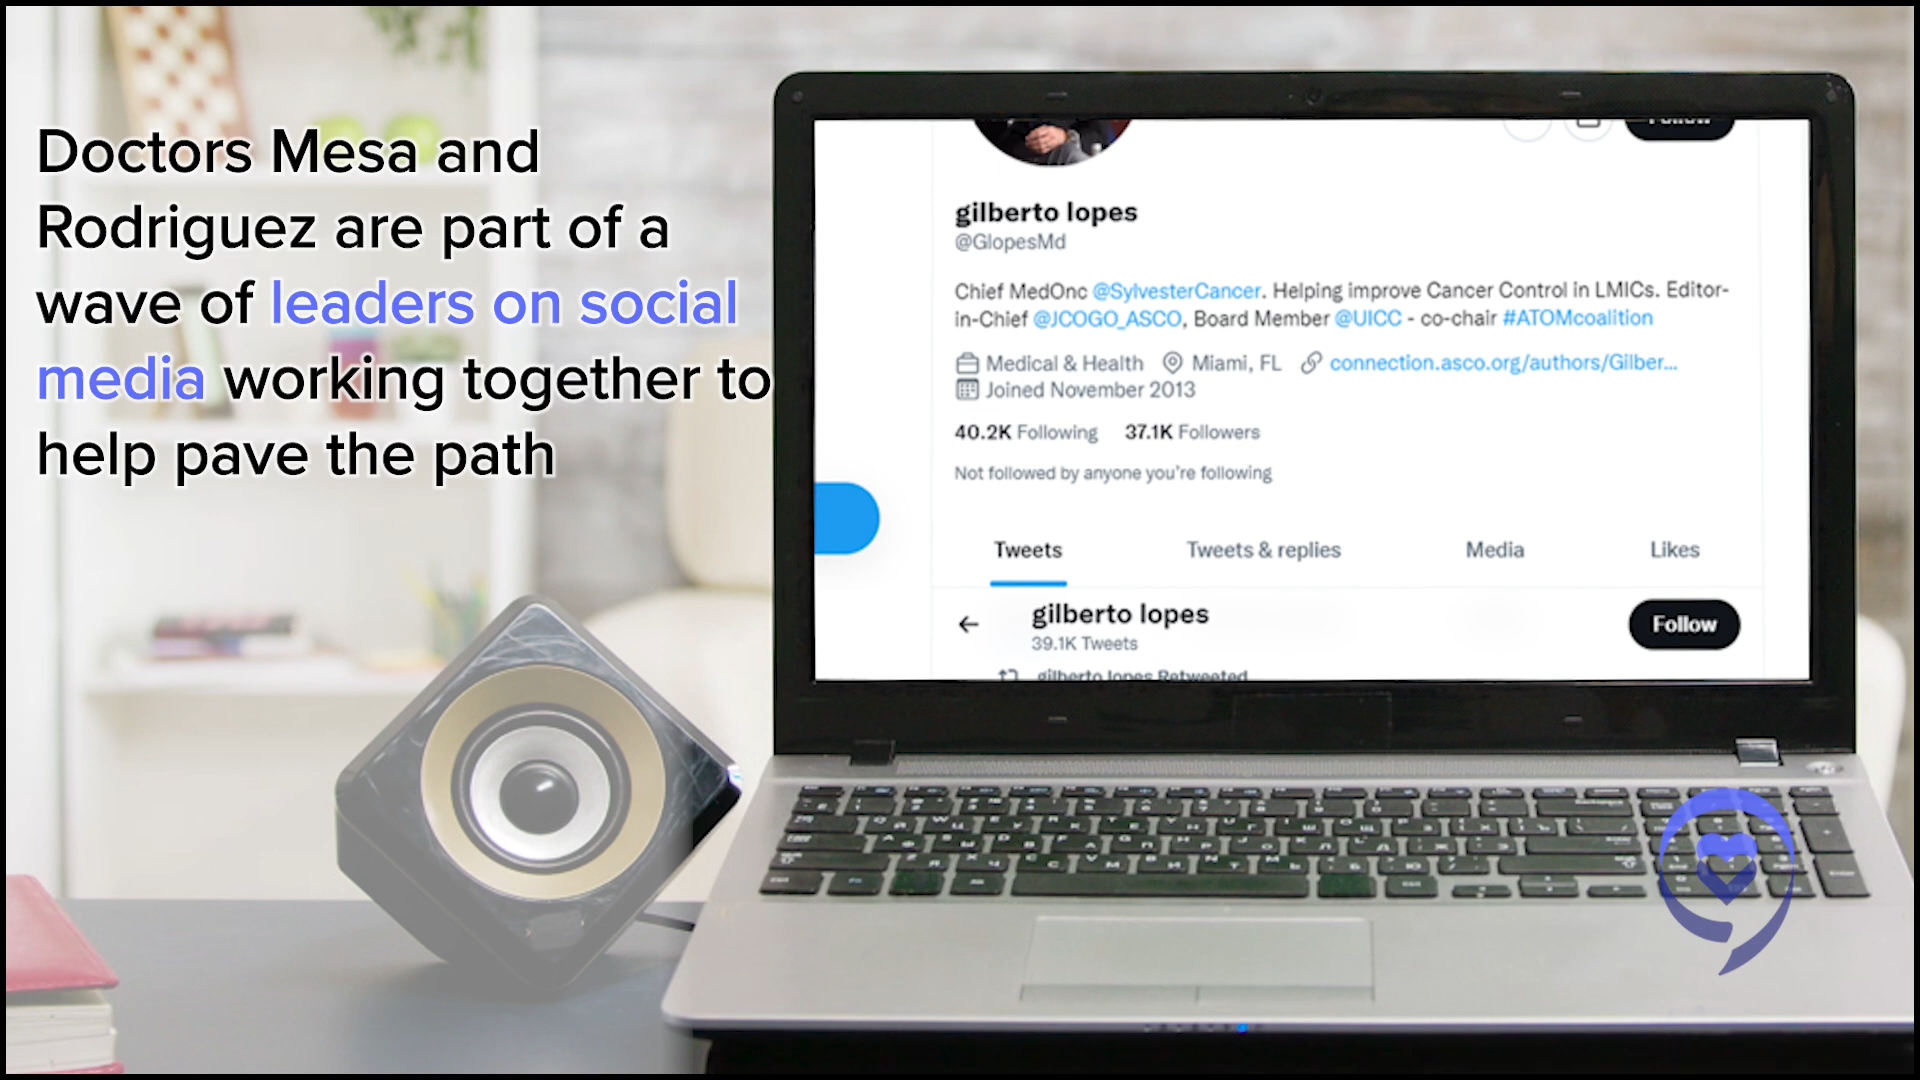 Doctors Mesa and
Rodriguez are part of a
wave of leaders on social
media working together to
help pave the path
gilberto lopes
@GlopesMd
Chief MedOnc @SylvesterCancer. Helping improve Cancer Control in LMICs. Editor-
in-Chief @JCOGO_ASCO, Board Member @UICC - co-chair #ATOMcoalition
Medical & Health Miami, FL connection.asco.org/authors/Gilber...
Joined November 2013
40.2K Following 37.1K Followers
Not followed by anyone you're following
Tweets Tweets & replies Media Likes
gilberto lopes
Follow
39.1K Tweets
gilberto lopes Retweeted